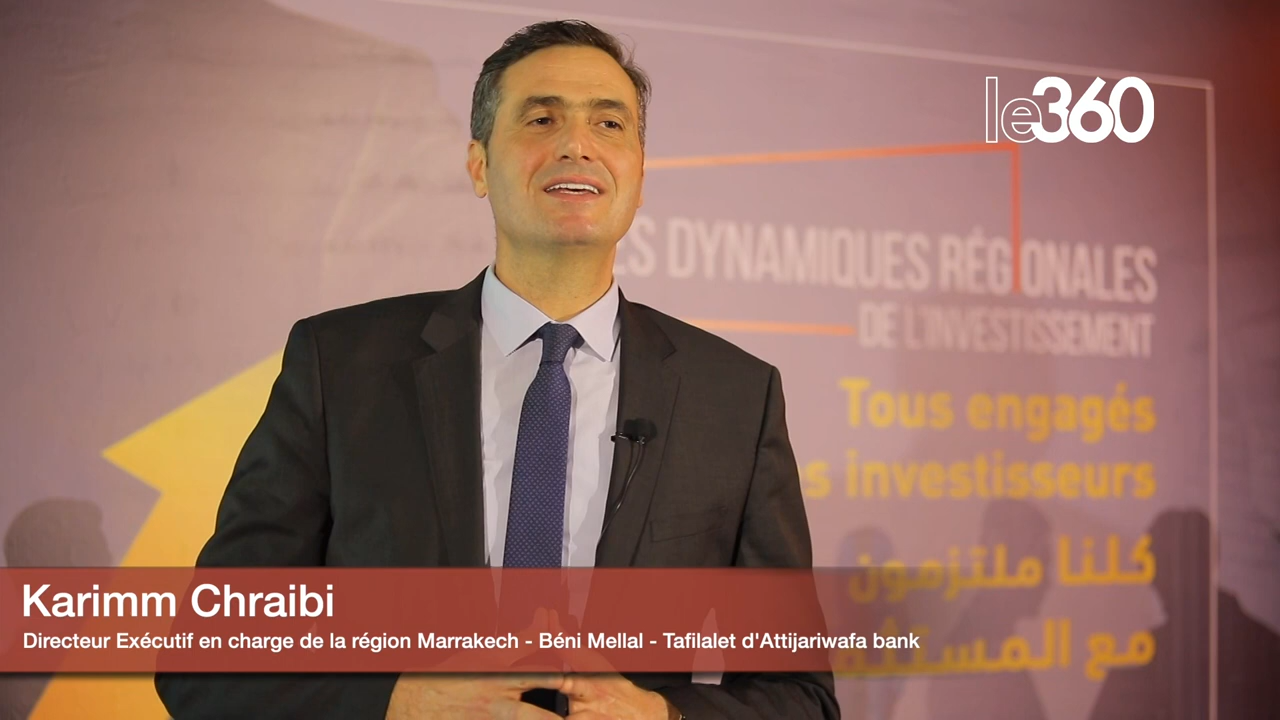 le360
ES DYNAMIQUES RÉGIONALES
DE L'INVESTISSEMENT
Tous engagés
s investisseurs
كلنا ملتزمون
مع
Karimm Chraibi
Directeur Exécutif en charge de la région Marrakech - Béni Mellal - Tafilalet d'Attijariwafa bank